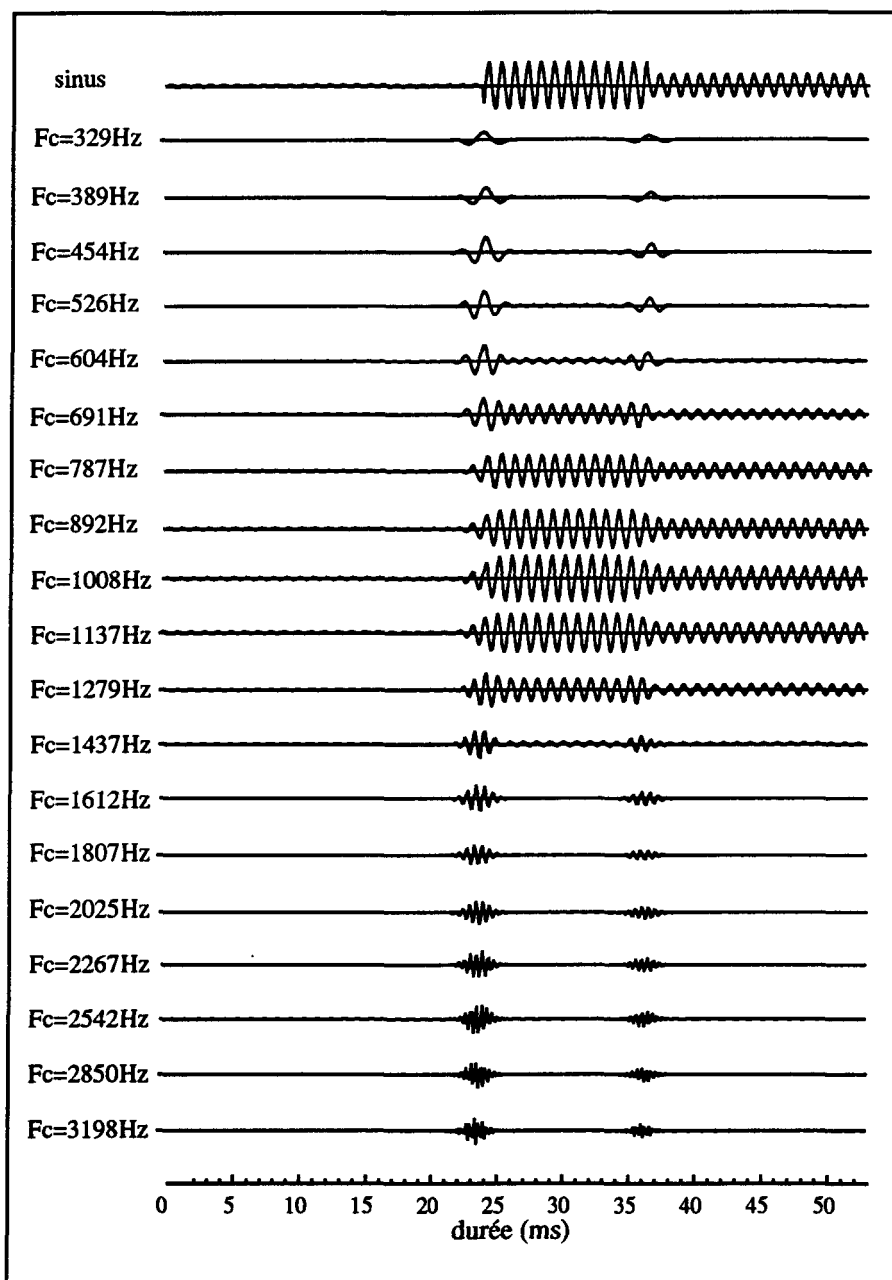 sinus
Fc=329Hz
Fc=389Hz
Fc=454Hz
Fc=526Hz
Fc=604Hz
Fc=691Hz
Fc=787Hz
Fc=892Hz
Fc=1008Hz
Fc=1137Hz
Fc=1279Hz
Fc=1437Hz
Fc=1612Hz
Fc=1807Hz
Fc=2025Hz
Fc=2267Hz
Fc=2542Hz
Fc=2850Hz
Fc=3198Hz
0 5 10 15 20 25 30 35 40 45 50
durée (ms)